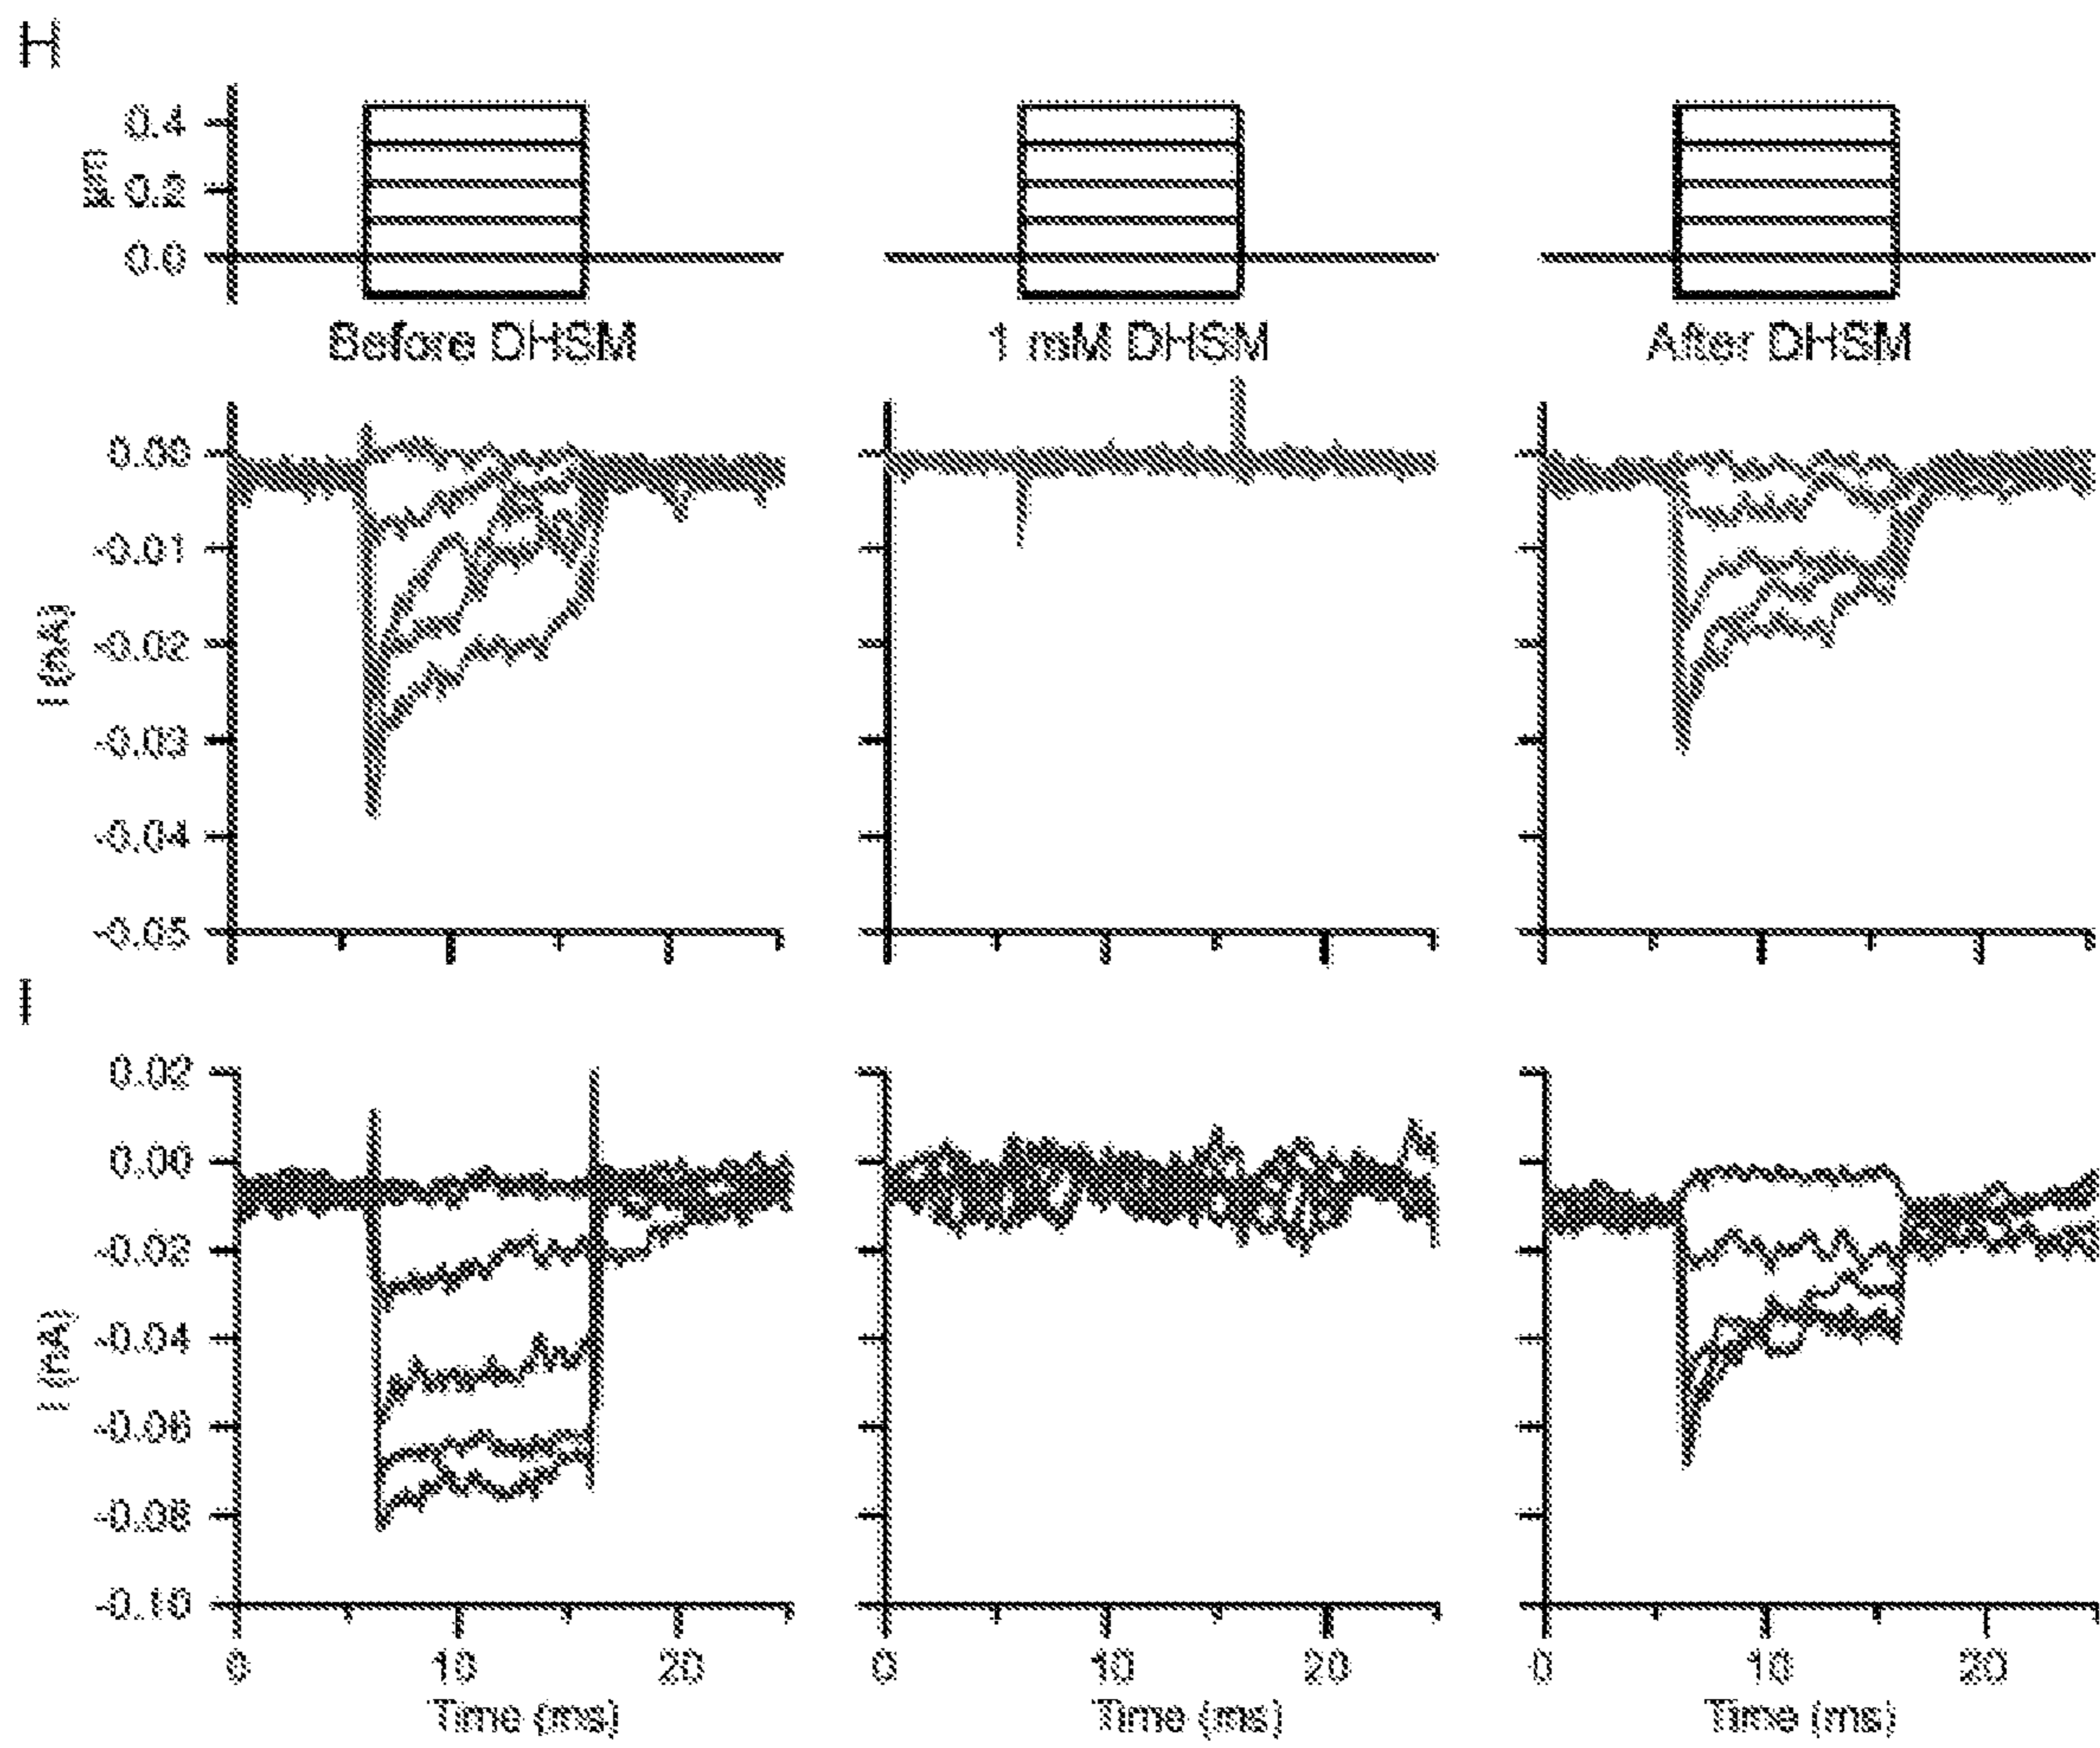 H
0.4
µm 0.2
0.0
Before DHSM 1 mM DHSM After DHSM
0.00
-0.01
-0.02
I (nA)
-0.03
-0.04
-0.05
I
0.02
0.00
-0.02
-0.04
I (nA)
-0.06
-0.08
-0.10
0 10 20 0 10 20 0 10 20
Time (ms) Time (ms) Time (ms)